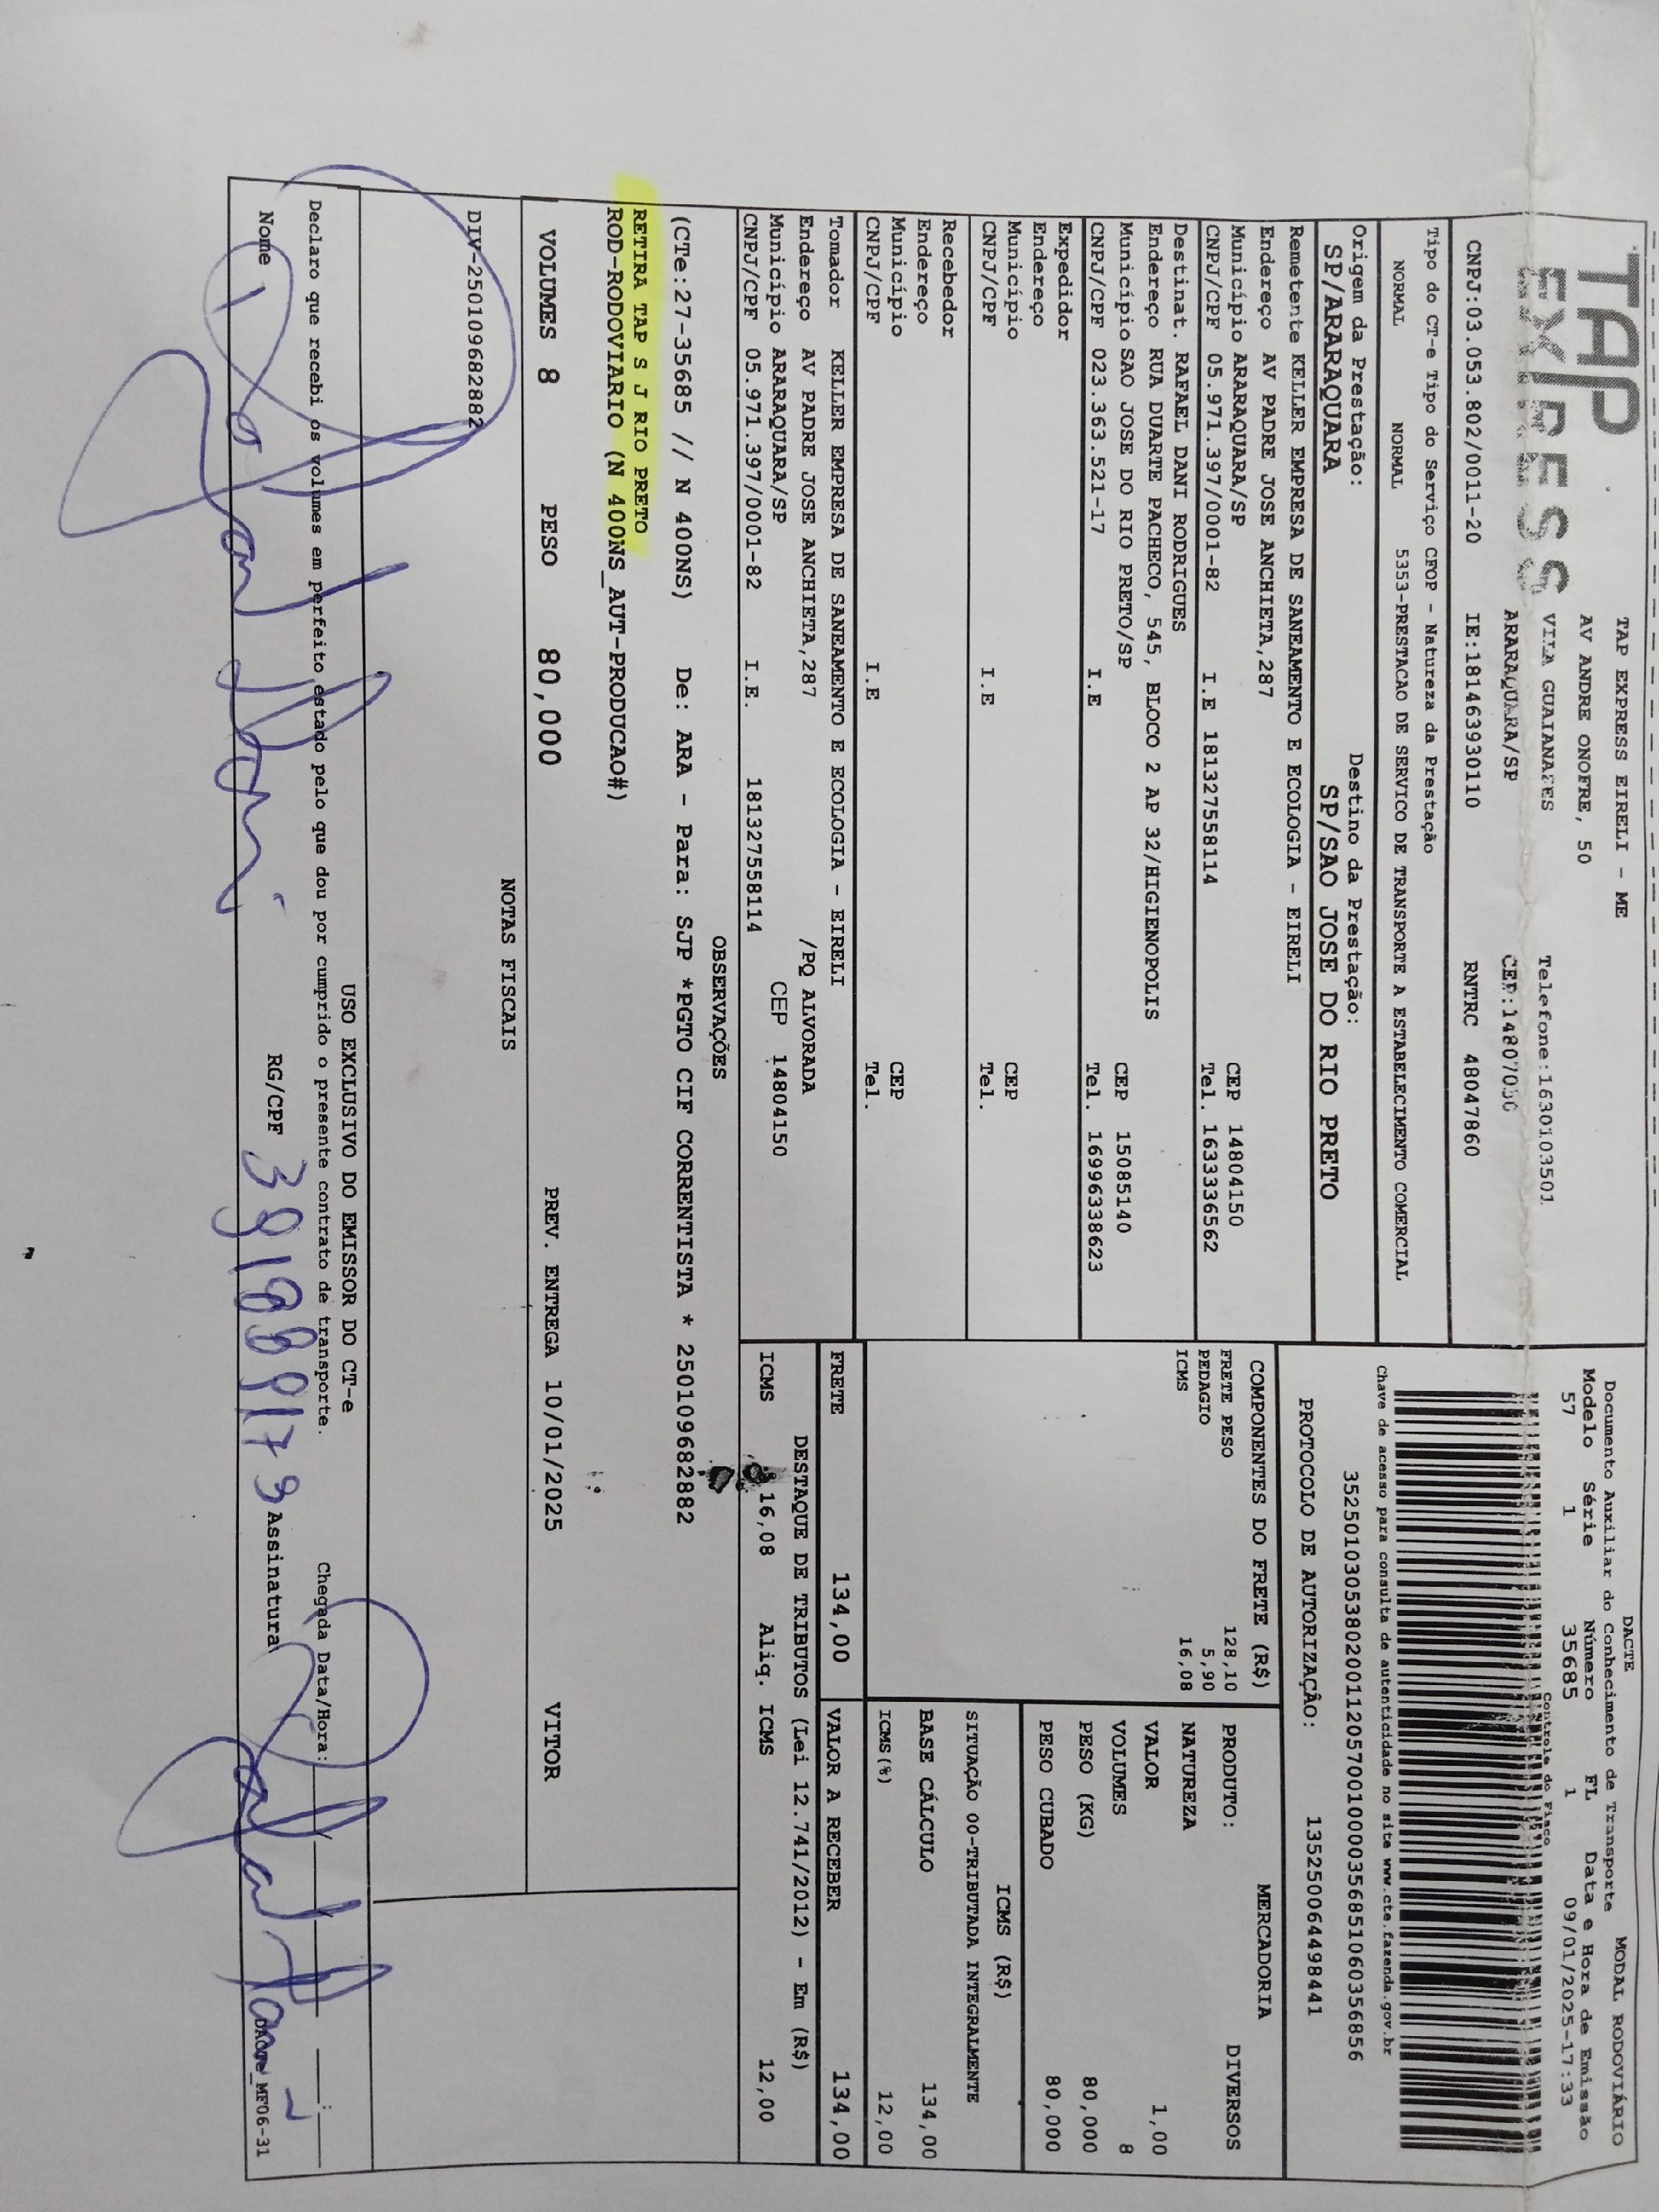 TAP
EXPRESS
TAP EXPRESS EIRELI - ME
AV ANDRE ONOFRE, 50
VILA GUAIANAZES Telefone:1630103501
ARARAQUARA/SP
CNPJ:03.053.802/0011-20 IE:181463930110 RNTRC 48047860
Tipo do CT-e Tipo do Serviço CFOP - Natureza da Prestação
NORMAL NORMAL 5353-PRESTACAO DE SERVICO DE TRANSPORTE A ESTABELECIMENTO COMERCIAL
Origem da Prestação: Destino da Prestação:
SP/ARARAQUARA SP/SAO JOSE DO RIO PRETO
Remetente KELLER EMPRESA DE SANEAMENTO E ECOLOGIA - EIRELI
Endereço AV PADRE JOSE ANCHIETA,287
Município ARARAQUARA/SP CEP 14804150
CNPJ/CPF 05.971.397/0001-82 I.E 181327558114 Tel. 1633336562
Destinat. RAFAEL DANI RODRIGUES
Endereço RUA DUARTE PACHECO, 545, BLOCO 2 AP 32/HIGIENOPOLIS
Município SAO JOSE DO RIO PRETO/SP CEP 15085140
CNPJ/CPF 023.363.521-17 I.E Tel. 16996338623
Expedidor
Endereço
Município CEP
CNPJ/CPF I.E Tel.
Recebedor
Endereço
Município CEP
CNPJ/CPF I.E Tel.
Tomador KELLER EMPRESA DE SANEAMENTO E ECOLOGIA - EIRELI
Endereço AV PADRE JOSE ANCHIETA,287 /PQ ALVORADA
Município ARARAQUARA/SP CEP 14804150
CNPJ/CPF 05.971.397/0001-82 I.E. 181327558114
DACTE
Documento Auxiliar do Conhecimento de Transporte MODAL RODOVIÁRIO
Modelo Série Número FL Data e Hora de Emissão
57 1 35685 1 09/01/2025-17:33
Controle do Fisco
Chave de acesso para consulta de autenticidade no site www.cte.fazenda.gov.br
35250103053802001120570010000356851060356856
PROTOCOLO DE AUTORIZAÇÃO: 135250064498441
COMPONENTES DO FRETE (R$)
FRETE PESO 128,10
PEDAGIO 5,90
ICMS 16,08
MERCADORIA
PRODUTO: DIVERSOS
NATUREZA
VALOR 1,00
VOLUMES 8
PESO (KG) 80,000
PESO CUBADO 80,000
ICMS (R$)
SITUAÇÃO 00-TRIBUTADA INTEGRALMENTE
BASE CÁLCULO 134,00
ICMS(%) 12,00
FRETE 134,00 VALOR A RECEBER 134,00
DESTAQUE DE TRIBUTOS (Lei 12.741/2012) - Em (R$)
ICMS 16,08 Aliq. ICMS 12,00
OBSERVAÇÕES
(CTe:27-35685 // N 400NS) De: ARA - Para: SJP *PGTO CIF CORRENTISTA * 250109682882
RETIRA TAP S J RIO PRETO
ROD-RODOVIARIO (N 400NS_AUT-PRODUCAO#)
VOLUMES 8 PESO 80,000 PREV. ENTREGA 10/01/2025 VITOR
NOTAS FISCAIS
DIV-250109682882
USO EXCLUSIVO DO EMISSOR DO CT-e
Declaro que recebi os volumes em perfeito estado pelo que dou por cumprido o presente contrato de transporte. Chegada Data/Hora:
Nome RG/CPF Assinatura
DACTe_MF06-31